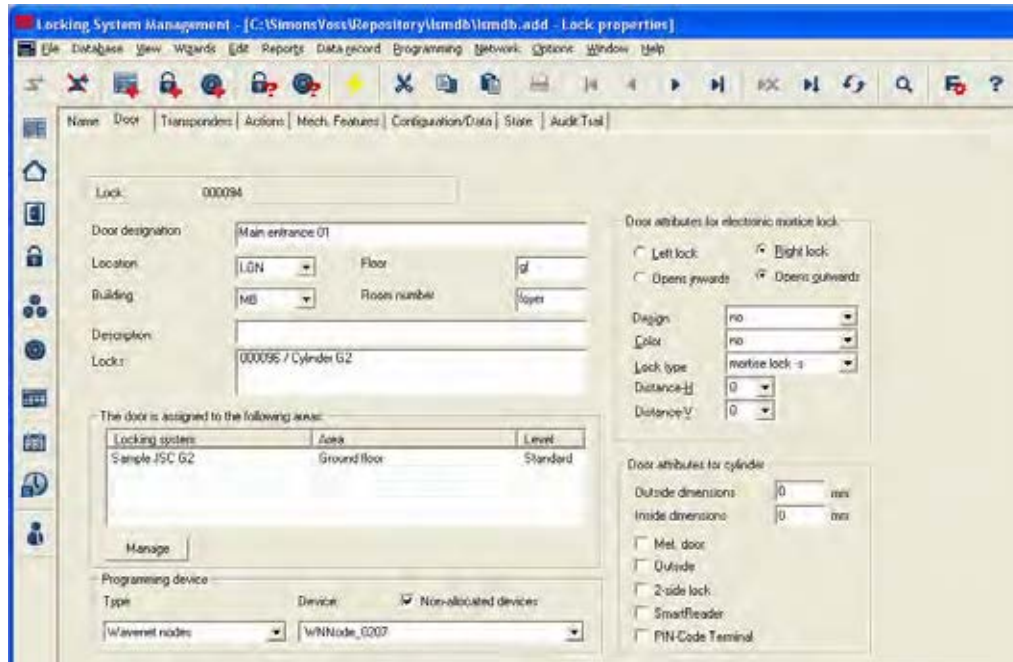 Locking System Management - [C:\SimonsVoss\Repository\lsmdb\lsmdb.add - Lock properties]
File Database View Wizards Edit Reports Data record Programming Network Options Window Help
Name Door Transponders Actions Mech. Features Configuration/Data State Audit Trail
Lock: 000094
Door designation Main entrance 01
Location LGN Floor gl
Building MB Room number foyer
Description
Locks: 000096 / Cylinder G2
The door is assigned to the following areas:
Locking system Area Level
Sample JSC G2 Ground floor Standard
Manage
Programming device
Type Device: Non-allocated devices
Wavenet nodes WNNode_0207
Door attributes for electronic mortice lock
Left lock Right lock
Opens inwards Opens outwards
Design no
Color no
Lock type mortise lock -s
Distance-H 0
Distance-V 0
Door attributes for cylinder
Outside dimensions 0 mm
Inside dimensions 0 mm
Met. door
Outside
2-side lock
SmartReader
PIN-Code Terminal